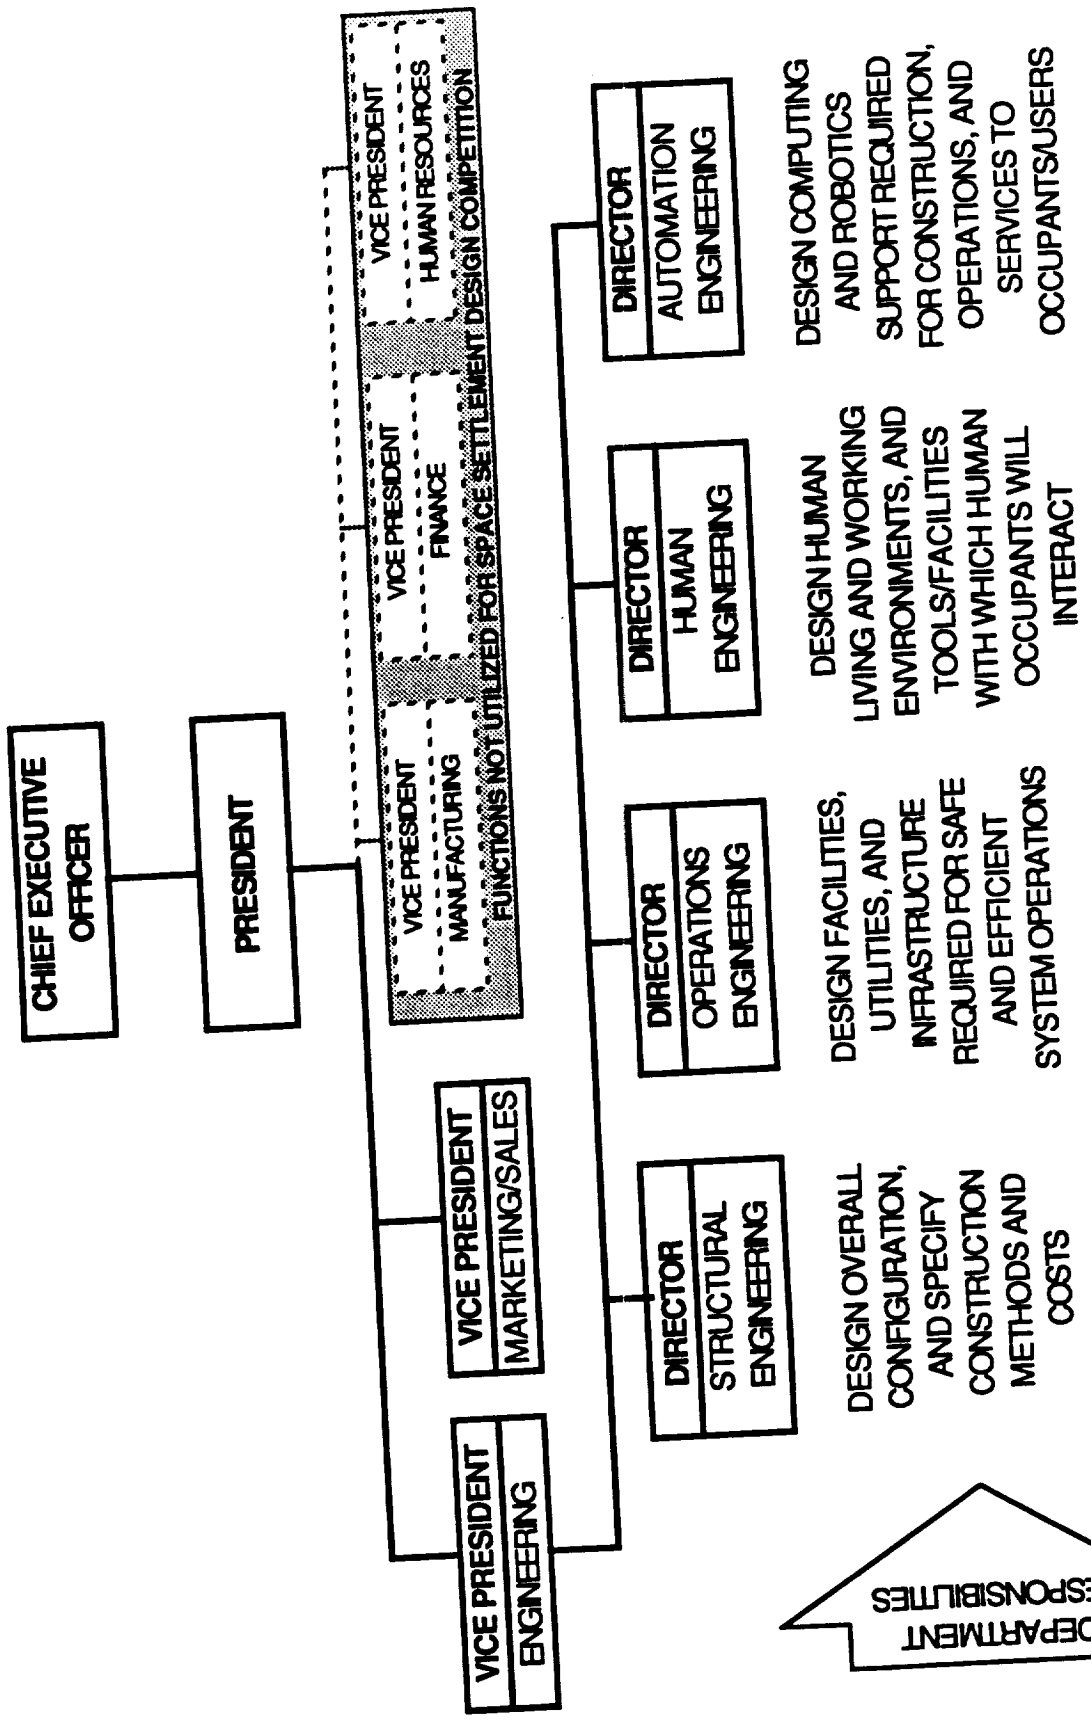 CHIEF EXECUTIVE
OFFICER
PRESIDENT
VICE PRESIDENT
ENGINEERING
VICE PRESIDENT
MARKETING/SALES
VICE PRESIDENT
MANUFACTURING
VICE PRESIDENT
FINANCE
VICE PRESIDENT
HUMAN RESOURCES
FUNCTIONS NOT UTILIZED FOR SPACE SETTLEMENT DESIGN COMPETITION
DIRECTOR
STRUCTURAL
ENGINEERING
DIRECTOR
OPERATIONS
ENGINEERING
DIRECTOR
HUMAN
ENGINEERING
DIRECTOR
AUTOMATION
ENGINEERING
DEPARTMENT
RESPONSIBILITIES
DESIGN OVERALL
CONFIGURATION,
AND SPECIFY
CONSTRUCTION
METHODS AND
COSTS
DESIGN FACILITIES,
UTILITIES, AND
INFRASTRUCTURE
REQUIRED FOR SAFE
AND EFFICIENT
SYSTEM OPERATIONS
DESIGN HUMAN
LIVING AND WORKING
ENVIRONMENTS, AND
TOOLS/FACILITIES
WITH WHICH HUMAN
OCCUPANTS WILL
INTERACT
DESIGN COMPUTING
AND ROBOTICS
SUPPORT REQUIRED
FOR CONSTRUCTION,
OPERATIONS, AND
SERVICES TO
OCCUPANTS/USERS